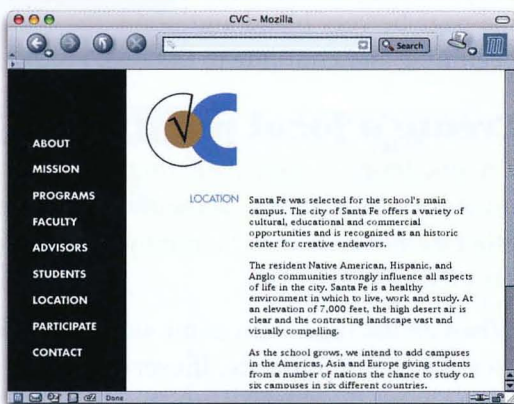 CVC - Mozilla
Search
ABOUT
MISSION
PROGRAMS
FACULTY
ADVISORS
STUDENTS
LOCATION
PARTICIPATE
CONTACT
LOCATION
Santa Fe was selected for the school's main
campus. The city of Santa Fe offers a variety of
cultural, educational and commercial
opportunities and is recognized as an historic
center for creative endeavors.
The resident Native American, Hispanic, and
Anglo communities strongly influence all aspects
of life in the city. Santa Fe is a healthy
environment in which to live, work and study. At
an elevation of 7,000 feet, the high desert air is
clear and the contrasting landscape vast and
visually compelling.
As the school grows, we intend to add campuses
in the Americas, Asia and Europe giving students
from a number of nations the chance to study on
six campuses in six different countries.
Done